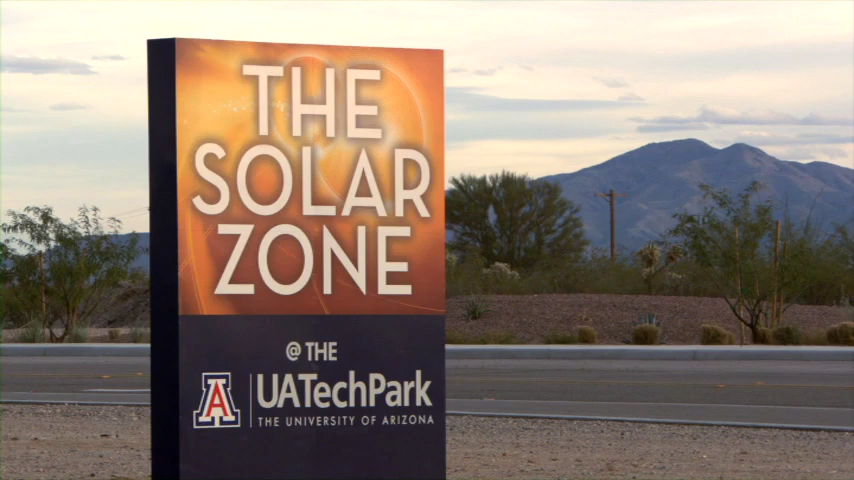 THE
SOLAR
ZONE
@ THE
A
UATechPark
THE UNIVERSITY OF ARIZONA